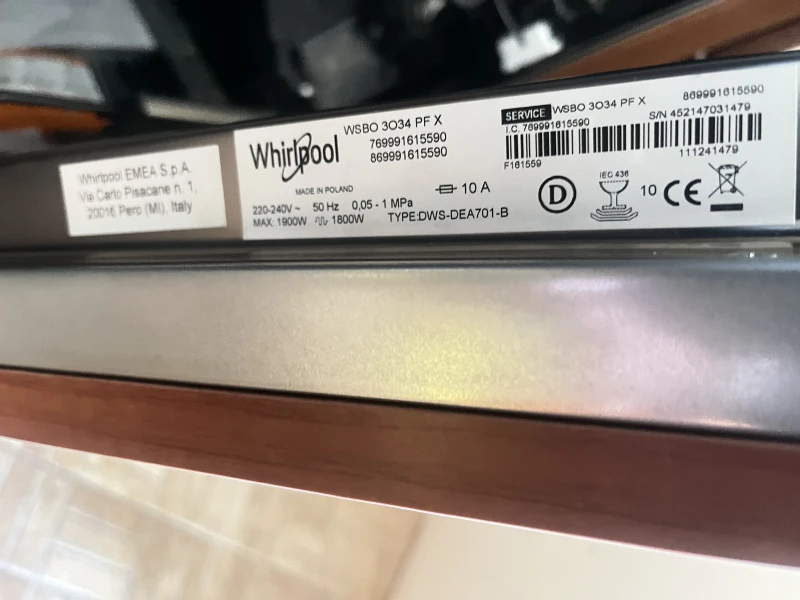 Whirlpool EMEA S.p.A.
Via Carlo Pisacane n. 1,
20016 Pero (MI), Italy
Whirlpool
WSBO 3O34 PF X
769991615590
869991615590
MADE IN POLAND
10 A
220-240V ~ 50 Hz 0,05 - 1 MPa
MAX: 1900W 1800W TYPE:DWS-DEA701-B
SERVICE WSBO 3O34 PF X 869991615590
I.C. 769991615590 S/N 452147031479
F161559 111241479
D IEC 436 10 CE